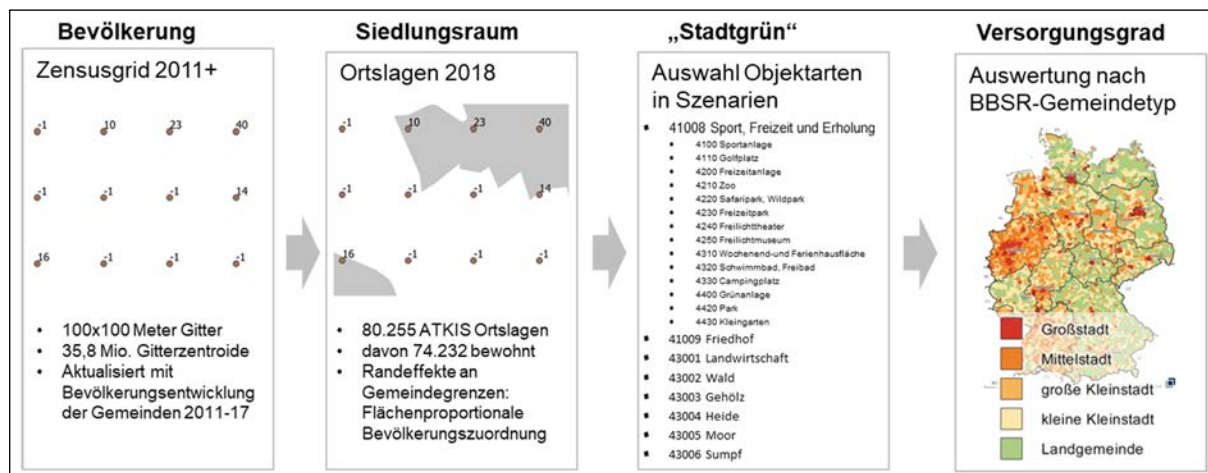 Bevölkerung
Zensusgrid 2011+
-1 10 23 40
-1 -1 -1 14
16 -1 -1 -1
• 100x100 Meter Gitter
• 35,8 Mio. Gitterzentroide
• Aktualisiert mit
Bevölkerungsentwicklung
der Gemeinden 2011-17
Siedlungsraum
Ortslagen 2018
-1 10 23 40
-1 -1 -1 14
16 -1 -1 -1
• 80.255 ATKIS Ortslagen
• davon 74.232 bewohnt
• Randeffekte an
Gemeindegrenzen:
Flächenproportionale
Bevölkerungszuordnung
„Stadtgrün“
Auswahl Objektarten
in Szenarien
▪ 41008 Sport, Freizeit und Erholung
▪ 4100 Sportanlage
▪ 4110 Golfplatz
▪ 4200 Freizeitanlage
▪ 4210 Zoo
▪ 4220 Safaripark, Wildpark
▪ 4230 Freizeitpark
▪ 4240 Freilichttheater
▪ 4250 Freilichtmuseum
▪ 4310 Wochenend-und Ferienhausfläche
▪ 4320 Schwimmbad, Freibad
▪ 4330 Campingplatz
▪ 4400 Grünanlage
▪ 4420 Park
▪ 4430 Kleingarten
▪ 41009 Friedhof
▪ 43001 Landwirtschaft
▪ 43002 Wald
▪ 43003 Gehölz
▪ 43004 Heide
▪ 43005 Moor
▪ 43006 Sumpf
Versorgungsgrad
Auswertung nach
BBSR-Gemeindetyp
Großstadt
Mittelstadt
große Kleinstadt
kleine Kleinstadt
Landgemeinde